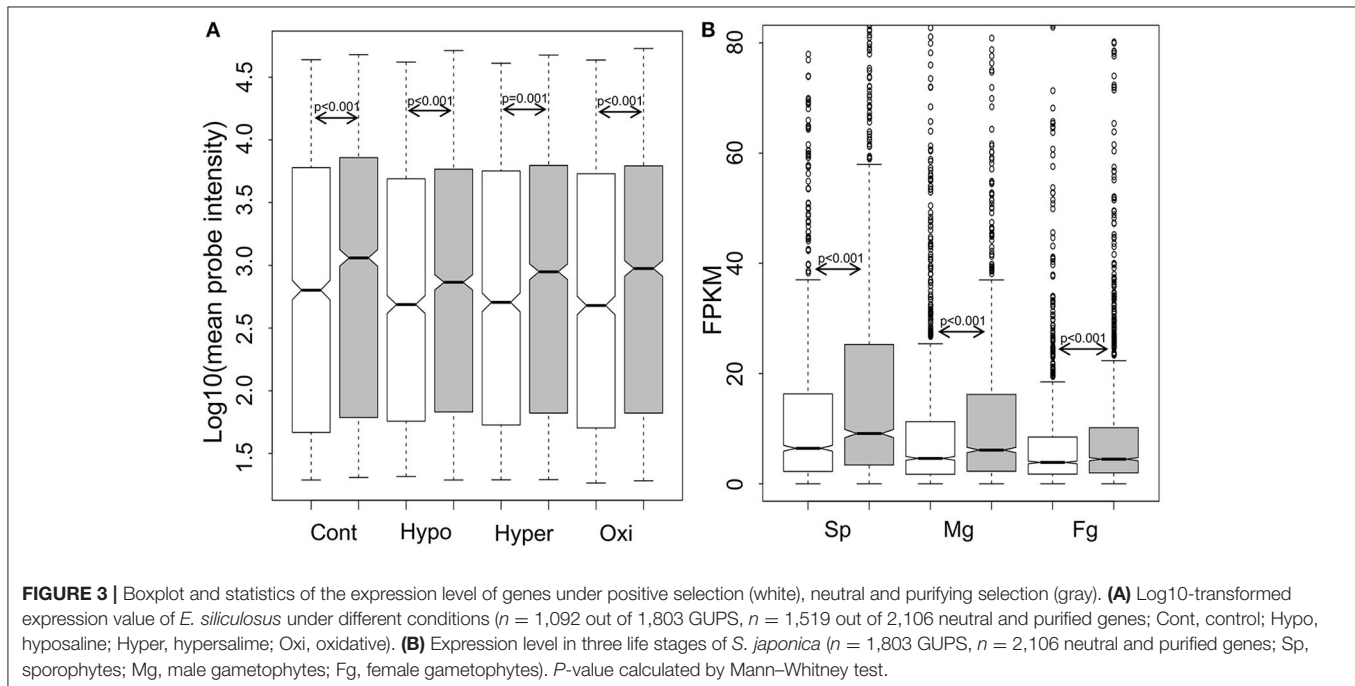 A
Log10(mean probe intensity)
4.5
4.0
3.5
3.0
2.5
2.0
1.5
p<0.001
p<0.001
p=0.001
p<0.001
Cont Hypo Hyper Oxi
B
FPKM
80
60
40
20
0
p<0.001
p<0.001
p<0.001
Sp Mg Fg
FIGURE 3 | Boxplot and statistics of the expression level of genes under positive selection (white), neutral and purifying selection (gray). (A) Log10-transformed
expression value of E. siliculosus under different conditions (n = 1,092 out of 1,803 GUPS, n = 1,519 out of 2,106 neutral and purified genes; Cont, control; Hypo,
hyposaline; Hyper, hypersalime; Oxi, oxidative). (B) Expression level in three life stages of S. japonica (n = 1,803 GUPS, n = 2,106 neutral and purified genes; Sp,
sporophytes; Mg, male gametophytes; Fg, female gametophytes). P-value calculated by Mann–Whitney test.